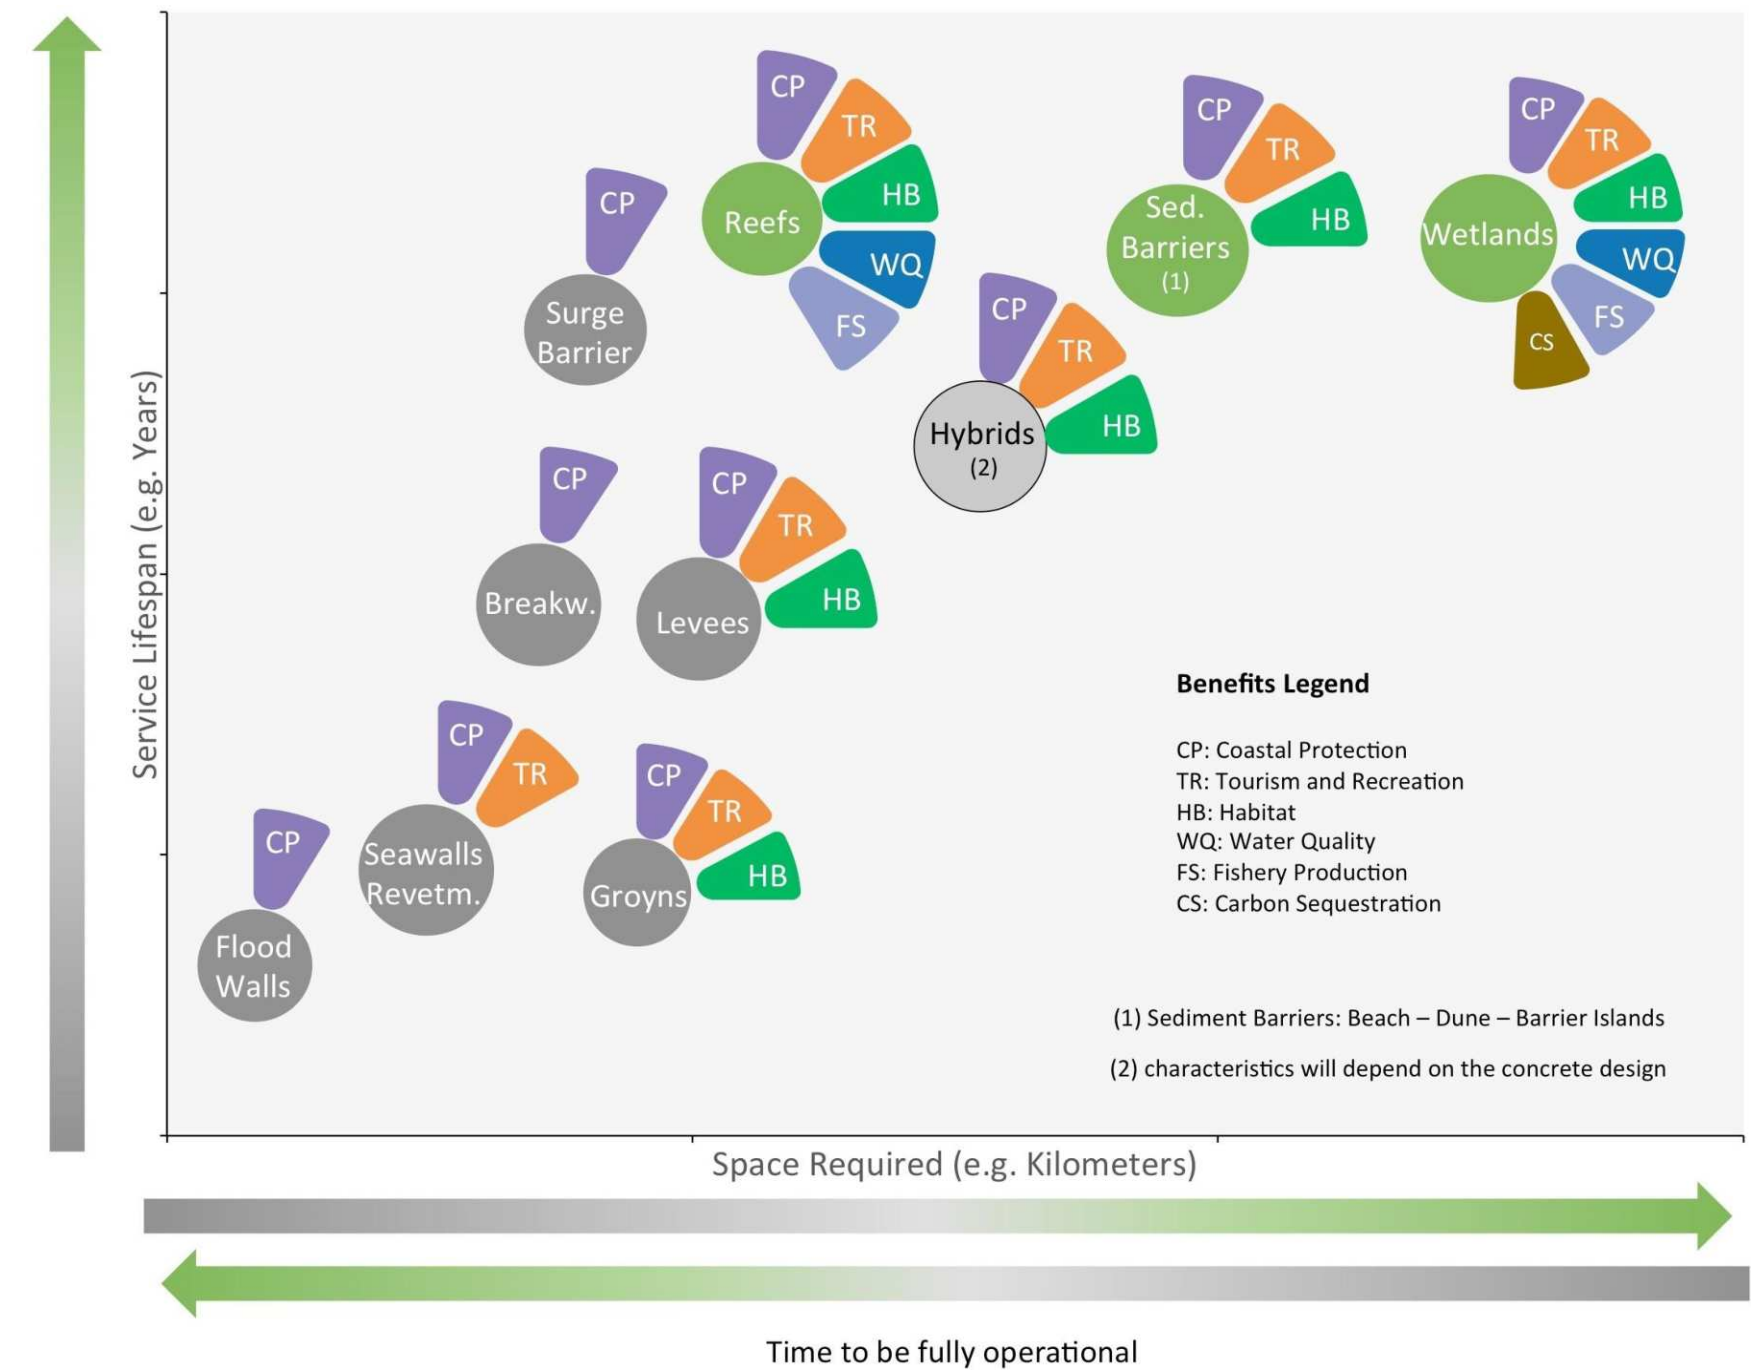 CP
TR
HB
WQ
FS
Reefs
CP
TR
HB
Sed.
Barriers
(1)
CP
TR
HB
WQ
FS
CS
Wetlands
CP
Surge
Barrier
CP
TR
HB
Hybrids
(2)
CP
Breakw.
CP
TR
HB
Levees
CP
TR
Seawalls
Revetm.
CP
TR
HB
Groyns
CP
Flood
Walls
Service Lifespan (e.g. Years)
Benefits Legend
CP: Coastal Protection
TR: Tourism and Recreation
HB: Habitat
WQ: Water Quality
FS: Fishery Production
CS: Carbon Sequestration
(1) Sediment Barriers: Beach – Dune – Barrier Islands
(2) characteristics will depend on the concrete design
Space Required (e.g. Kilometers)
Time to be fully operational